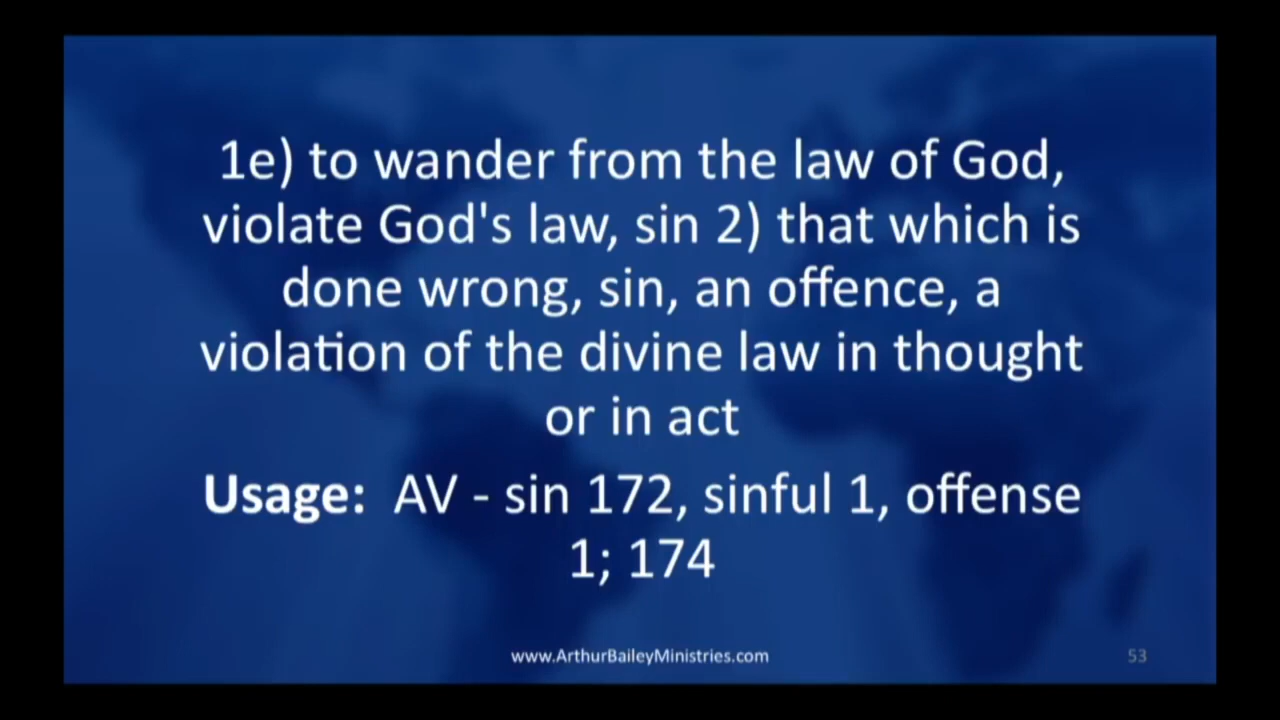 1e) to wander from the law of God,
violate God's law, sin 2) that which is
done wrong, sin, an offence, a
violation of the divine law in thought
or in act
Usage: AV - sin 172, sinful 1, offense
1; 174
www.ArthurBaileyMinistries.com
53